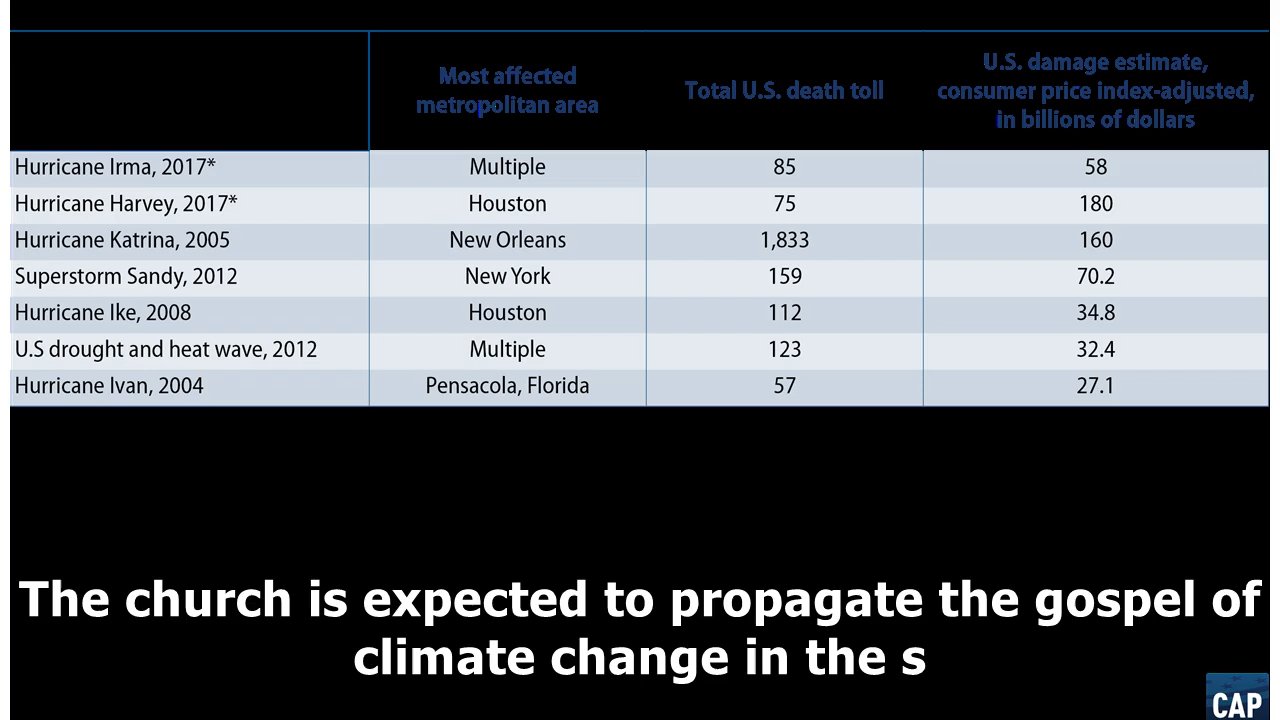 Most affected metropolitan area
Total U.S. death toll
U.S. damage estimate, consumer price index-adjusted, in billions of dollars
Hurricane Irma, 2017* Multiple 85 58
Hurricane Harvey, 2017* Houston 75 180
Hurricane Katrina, 2005 New Orleans 1,833 160
Superstorm Sandy, 2012 New York 159 70.2
Hurricane Ike, 2008 Houston 112 34.8
U.S drought and heat wave, 2012 Multiple 123 32.4
Hurricane Ivan, 2004 Pensacola, Florida 57 27.1
The church is expected to propagate the gospel of
climate change in the s
CAP